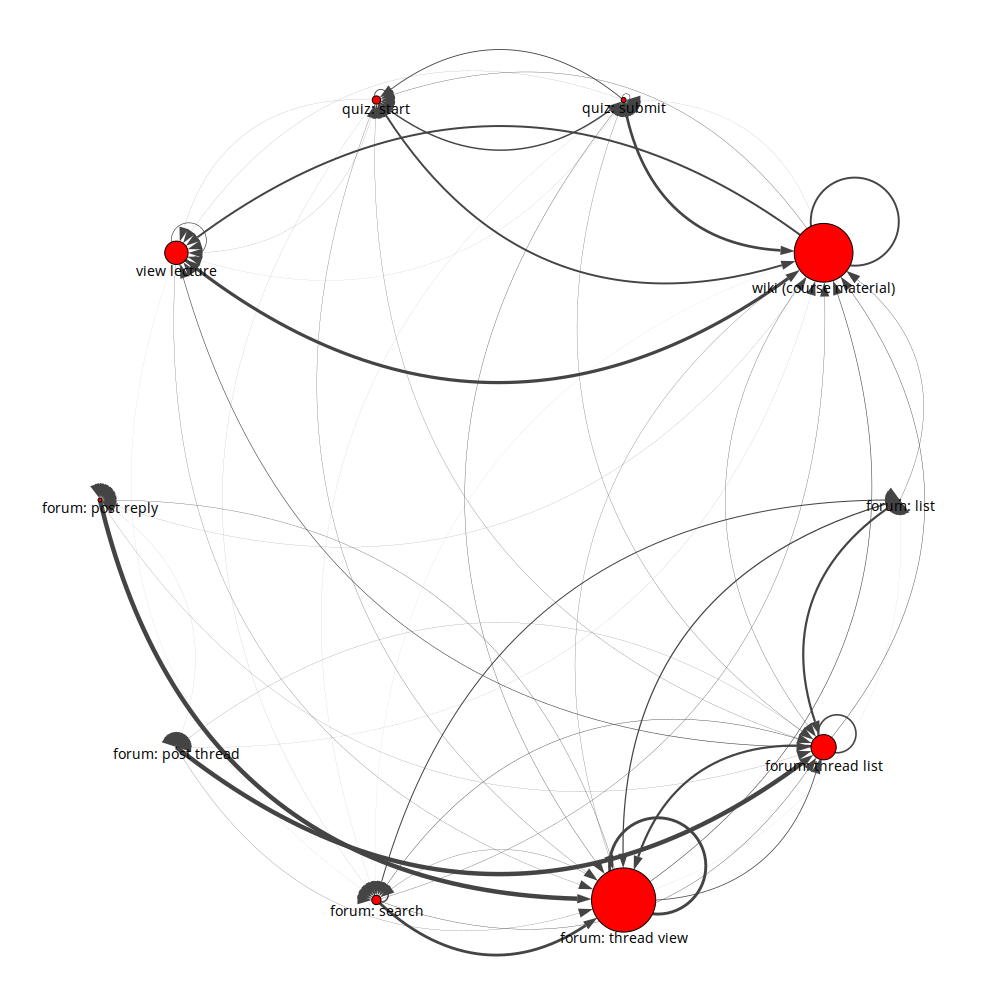 quiz: start
quiz: submit
view lecture
wiki (course material)
forum: post reply
forum: list
forum: post thread
forum: thread list
forum: search
forum: thread view